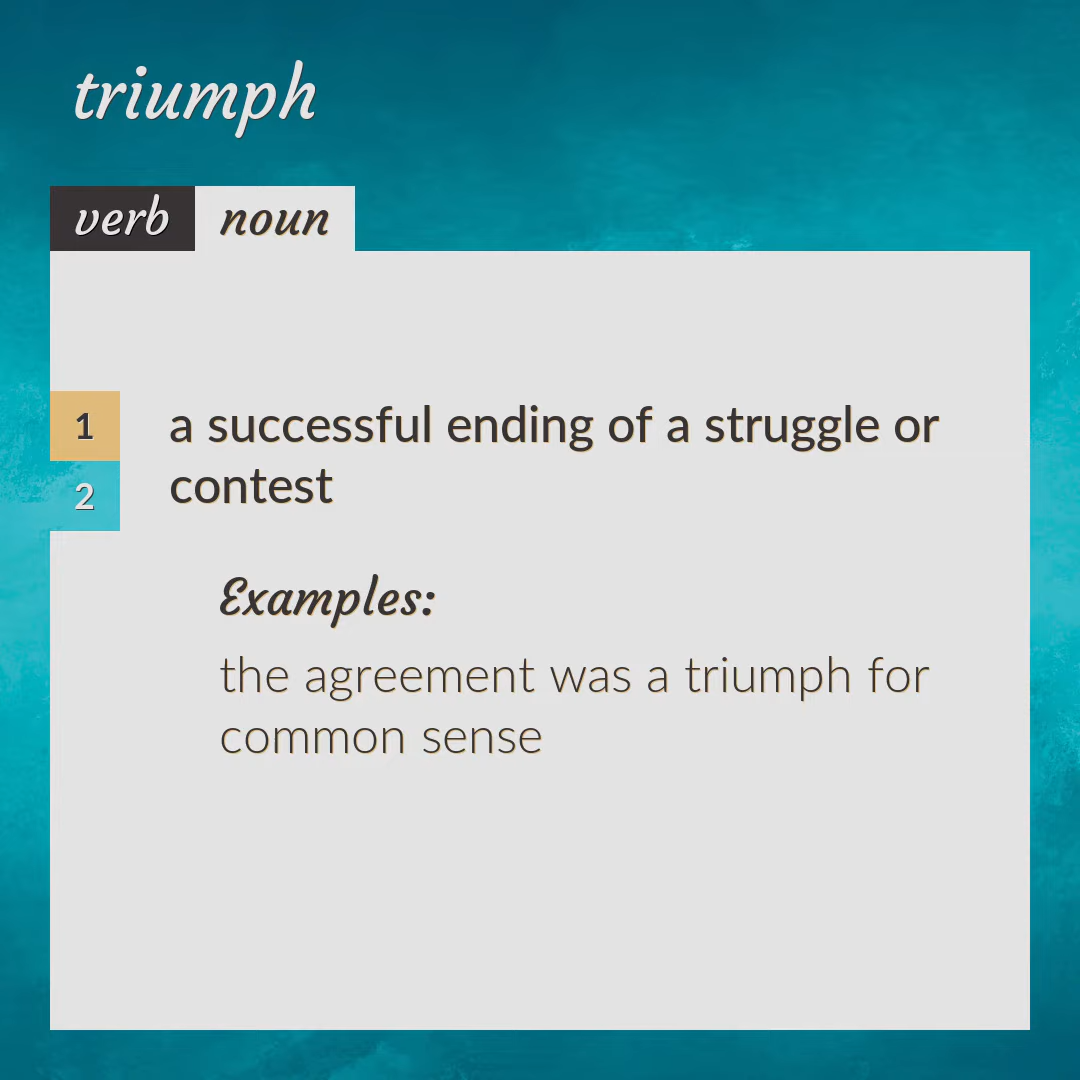 triumph
verb noun
1 a successful ending of a struggle or
contest
2
Examples:
the agreement was a triumph for
common sense